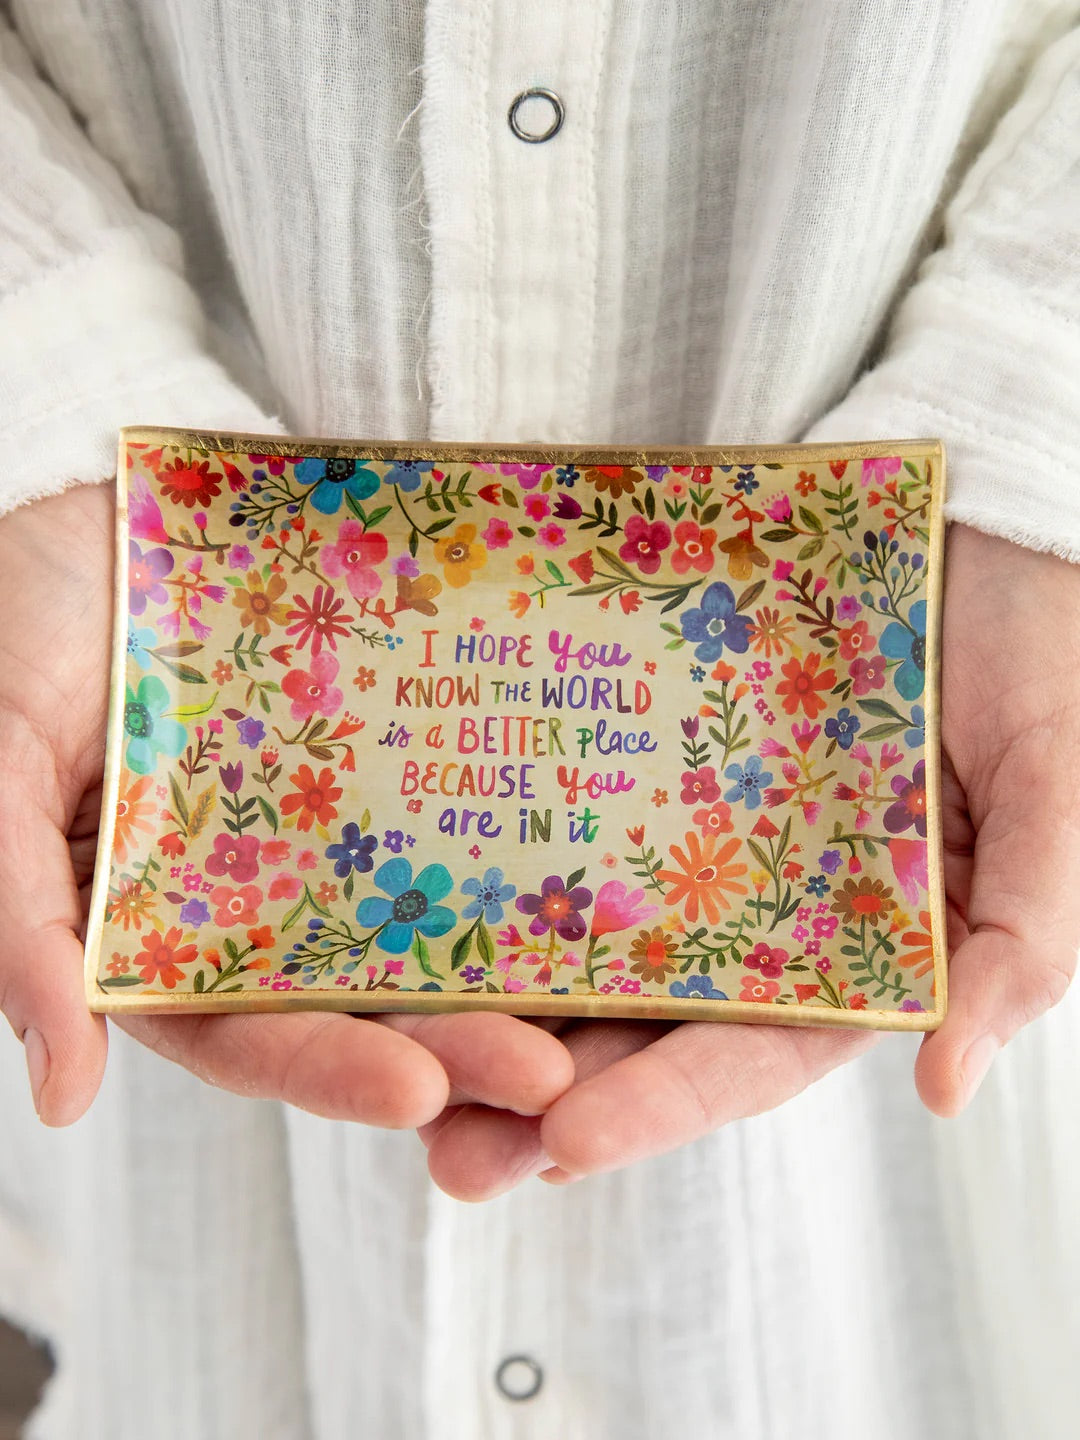 I HOPE You
KNOW THE WORLD
is a BETTER place
BECAUSE you
are iN it